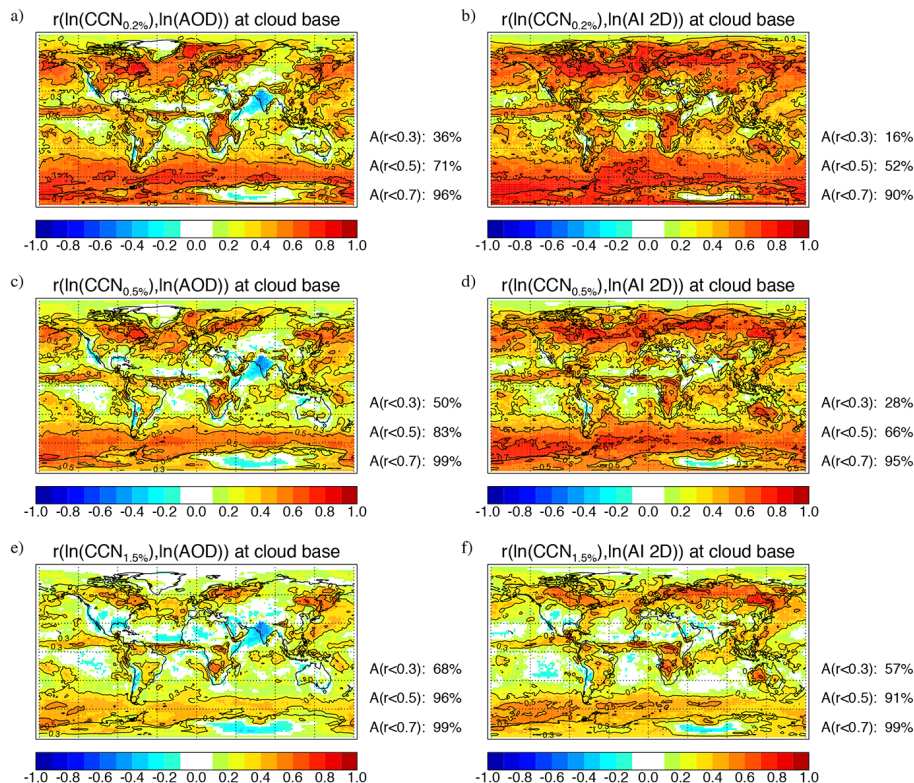 a)
r(ln(CCN0.2%),ln(AOD)) at cloud base
A(r<0.3): 36%
A(r<0.5): 71%
A(r<0.7): 96%
-1.0 -0.8 -0.6 -0.4 -0.2 0.0 0.2 0.4 0.6 0.8 1.0
b)
r(ln(CCN0.2%),ln(AI 2D)) at cloud base
A(r<0.3): 16%
A(r<0.5): 52%
A(r<0.7): 90%
-1.0 -0.8 -0.6 -0.4 -0.2 0.0 0.2 0.4 0.6 0.8 1.0
c)
r(ln(CCN0.5%),ln(AOD)) at cloud base
A(r<0.3): 50%
A(r<0.5): 83%
A(r<0.7): 99%
-1.0 -0.8 -0.6 -0.4 -0.2 0.0 0.2 0.4 0.6 0.8 1.0
d)
r(ln(CCN0.5%),ln(AI 2D)) at cloud base
A(r<0.3): 28%
A(r<0.5): 66%
A(r<0.7): 95%
-1.0 -0.8 -0.6 -0.4 -0.2 0.0 0.2 0.4 0.6 0.8 1.0
e)
r(ln(CCN1.5%),ln(AOD)) at cloud base
A(r<0.3): 68%
A(r<0.5): 96%
A(r<0.7): 99%
-1.0 -0.8 -0.6 -0.4 -0.2 0.0 0.2 0.4 0.6 0.8 1.0
f)
r(ln(CCN1.5%),ln(AI 2D)) at cloud base
A(r<0.3): 57%
A(r<0.5): 91%
A(r<0.7): 99%
-1.0 -0.8 -0.6 -0.4 -0.2 0.0 0.2 0.4 0.6 0.8 1.0